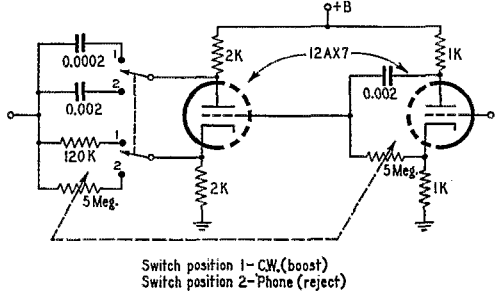 +B
2K
12AX7
1K
0.0002
1
2
0.002
0.002
1
120K
2
5 Meg.
2K
5 Meg.
1K
Switch position 1-C.W.(boost)
Switch position 2-Phone (reject)